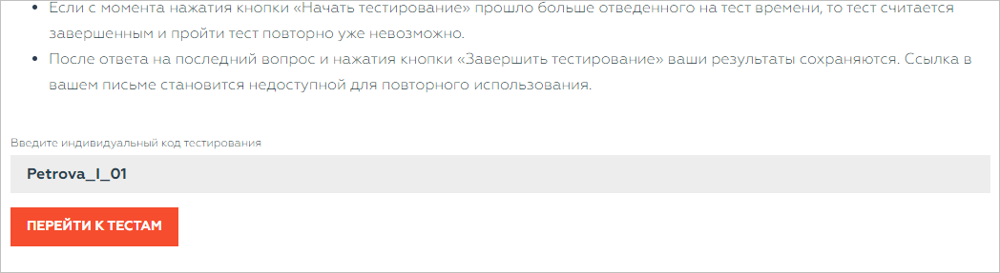 Если с момента нажатия кнопки «Начать тестирование» прошло больше отведенного на тест времени, то тест считается
завершенным и пройти тест повторно уже невозможно.
После ответа на последний вопрос и нажатия кнопки «Завершить тестирование» ваши результаты сохраняются. Ссылка в
вашем письме становится недоступной для повторного использования.
Введите индивидуальный код тестирования
Petrova_I_01
ПЕРЕЙТИ К ТЕСТАМ